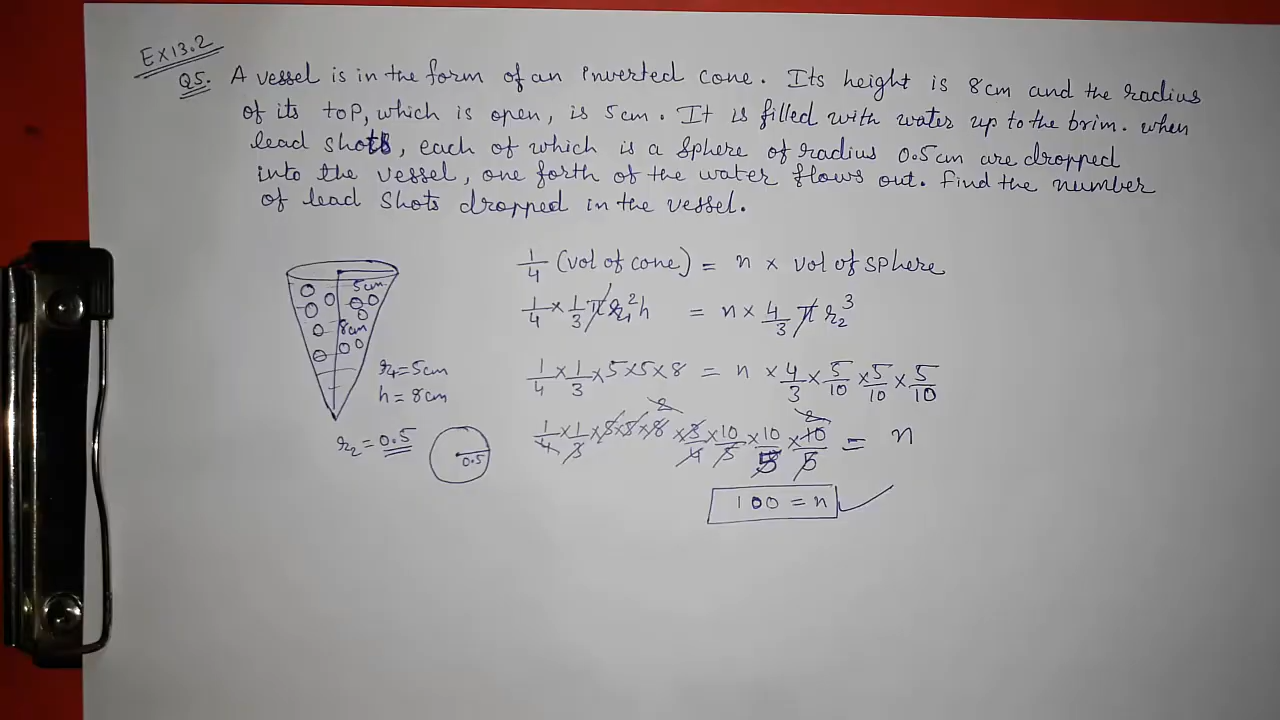 Ex13.2
Q5. A vessel is in the form of an inverted cone. Its height is 8cm and the radius
of its top, which is open, is 5cm. It is filled with water up to the brim. when
lead shots, each of which is a sphere of radius 0.5cm are dropped
into the vessel, one forth of the water flows out. find the number
of lead shots dropped in the vessel.
1/4 (vol of cone) = n × vol of sphere
5cm
1/4 × 1/3 π r₁² h = n × 4/3 π r₂³
8cm
r₁ = 5cm
1/4 × 1/3 × 5 × 5 × 8 = n × 4/3 × 5/10 × 5/10 × 5/10
h = 8cm
2 2
1/4 × 1/3 × 5 × 5 × 8 × 3/4 × 10/5 × 10/5 × 10/5 = n
r₂ = 0.5
0.5
100 = n